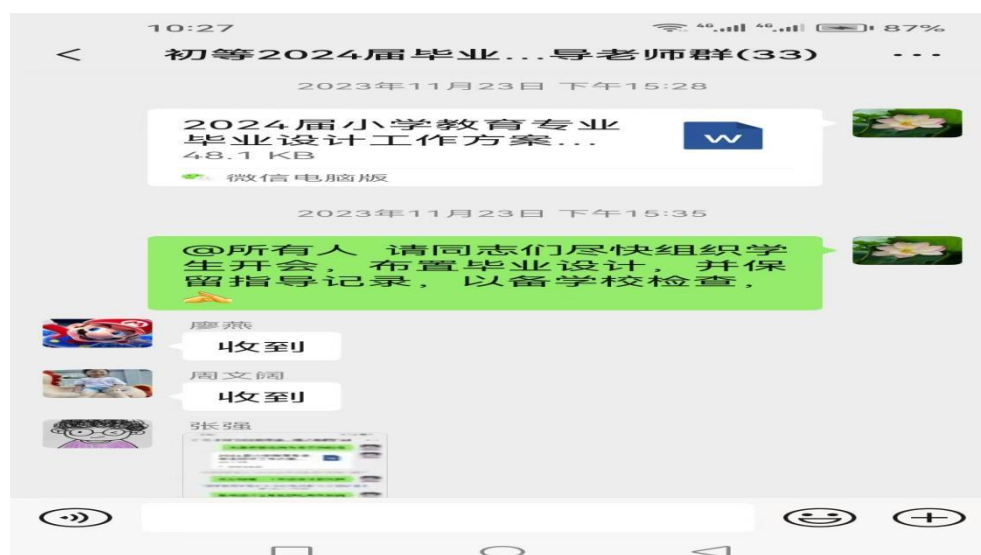 10:27
4G 4G 87%
初等2024届毕业...导老师群(33)
2023年11月23日 下午15:28
2024届小学教育专业
毕业设计工作方案...
W
48.1 KB
微信电脑版
2023年11月23日 下午15:35
@所有人 请同志们尽快组织学
生开会，布置毕业设计，并保
留指导记录，以备学校检查，
廖燕
收到
周文阔
收到
张强